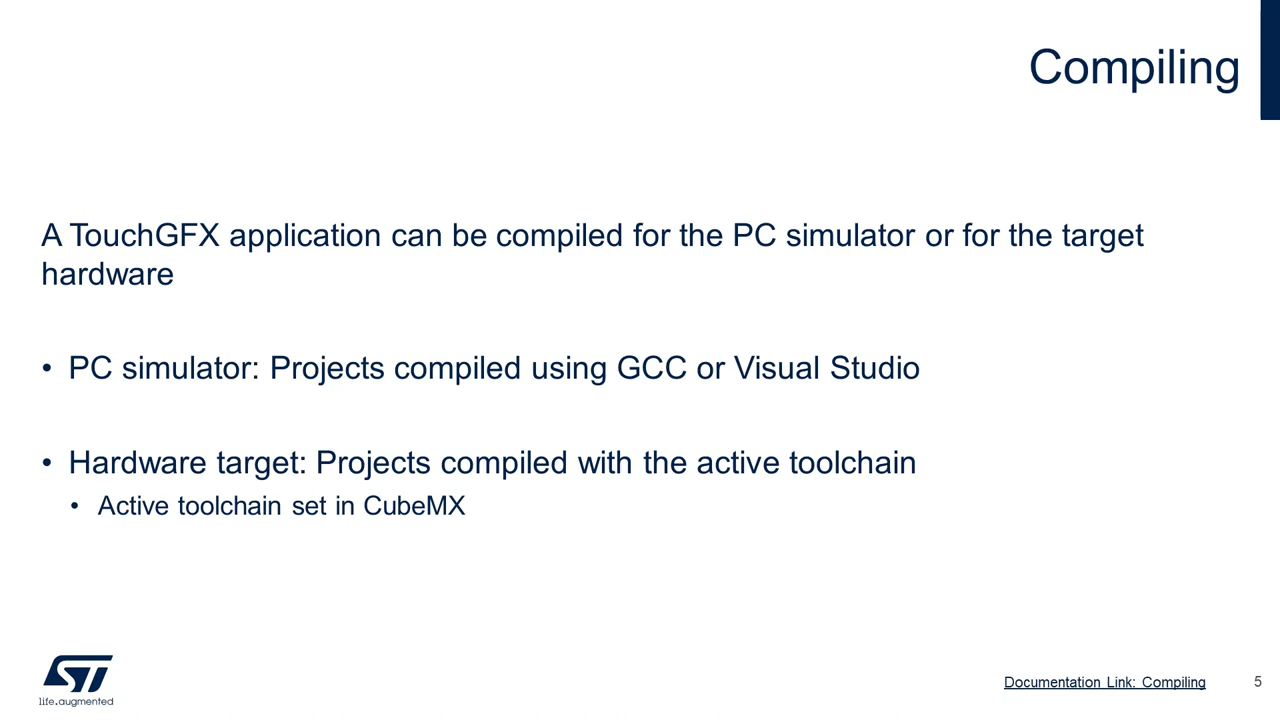 Compiling
A TouchGFX application can be compiled for the PC simulator or for the target
hardware
• PC simulator: Projects compiled using GCC or Visual Studio
• Hardware target: Projects compiled with the active toolchain
• Active toolchain set in CubeMX
ST
life.augmented
Documentation Link: Compiling
5